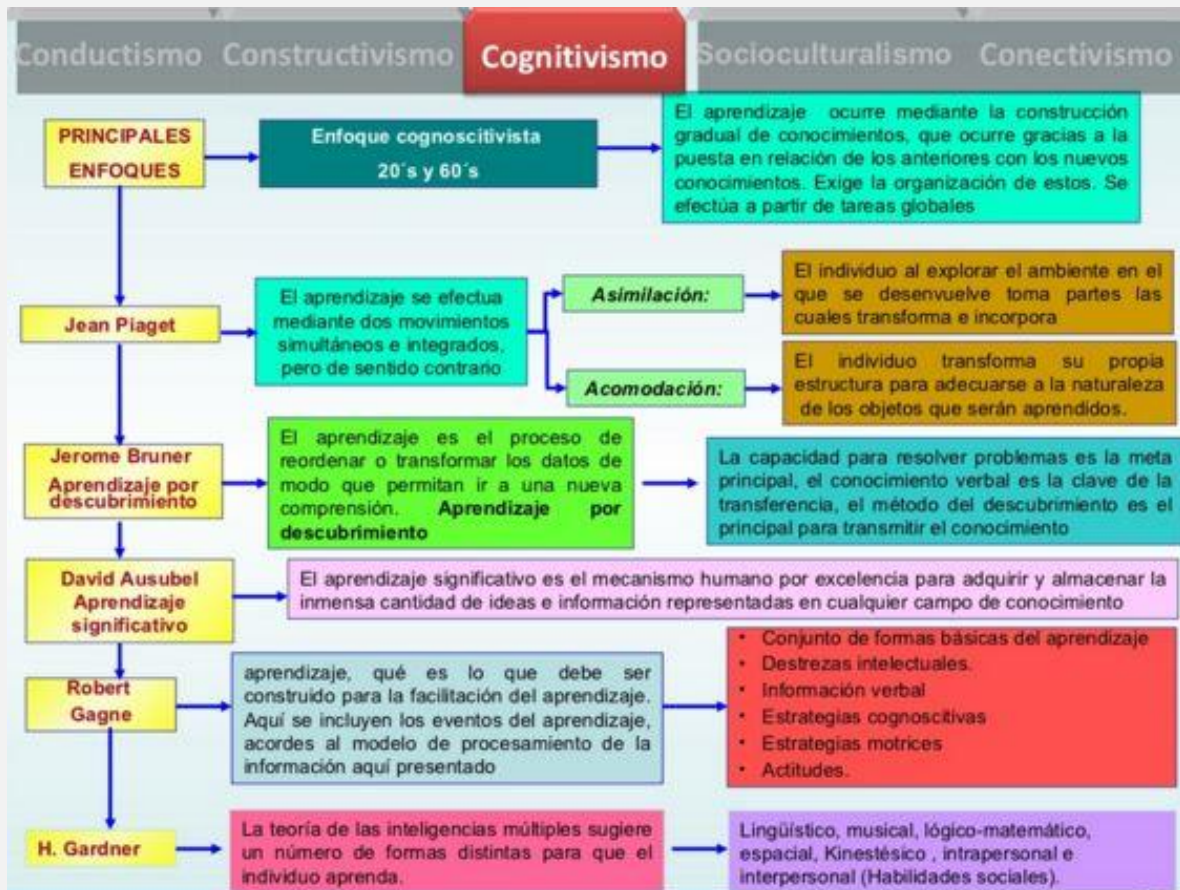 Conductismo Constructivismo Cognitivismo Socioculturalismo Conectivismo
PRINCIPALES
ENFOQUES
Enfoque cognoscitivista
20´s y 60´s
El aprendizaje ocurre mediante la construcción
gradual de conocimientos, que ocurre gracias a la
puesta en relación de los anteriores con los nuevos
conocimientos. Exige la organización de estos. Se
efectúa a partir de tareas globales
Jean Piaget
El aprendizaje se efectua
mediante dos movimientos
simultáneos e integrados,
pero de sentido contrario
Asimilación:
El individuo al explorar el ambiente en el
que se desenvuelve toma partes las
cuales transforma e incorpora
Acomodación:
El individuo transforma su propia
estructura para adecuarse a la naturaleza
de los objetos que serán aprendidos.
Jerome Bruner
Aprendizaje por
descubrimiento
El aprendizaje es el proceso de
reordenar o transformar los datos de
modo que permitan ir a una nueva
comprensión. Aprendizaje por
descubrimiento
La capacidad para resolver problemas es la meta
principal, el conocimiento verbal es la clave de la
transferencia, el método del descubrimiento es el
principal para transmitir el conocimiento
David Ausubel
Aprendizaje
significativo
El aprendizaje significativo es el mecanismo humano por excelencia para adquirir y almacenar la
inmensa cantidad de ideas e información representadas en cualquier campo de conocimiento
Robert
Gagne
aprendizaje, qué es lo que debe ser
construido para la facilitación del aprendizaje.
Aquí se incluyen los eventos del aprendizaje,
acordes al modelo de procesamiento de la
información aquí presentado
• Conjunto de formas básicas del aprendizaje
• Destrezas intelectuales.
• Información verbal
• Estrategias cognoscitivas
• Estrategias motrices
• Actitudes.
H. Gardner
La teoría de las inteligencias múltiples sugiere
un número de formas distintas para que el
individuo aprenda.
Lingüístico, musical, lógico-matemático,
espacial, Kinestésico , intrapersonal e
interpersonal (Habilidades sociales).